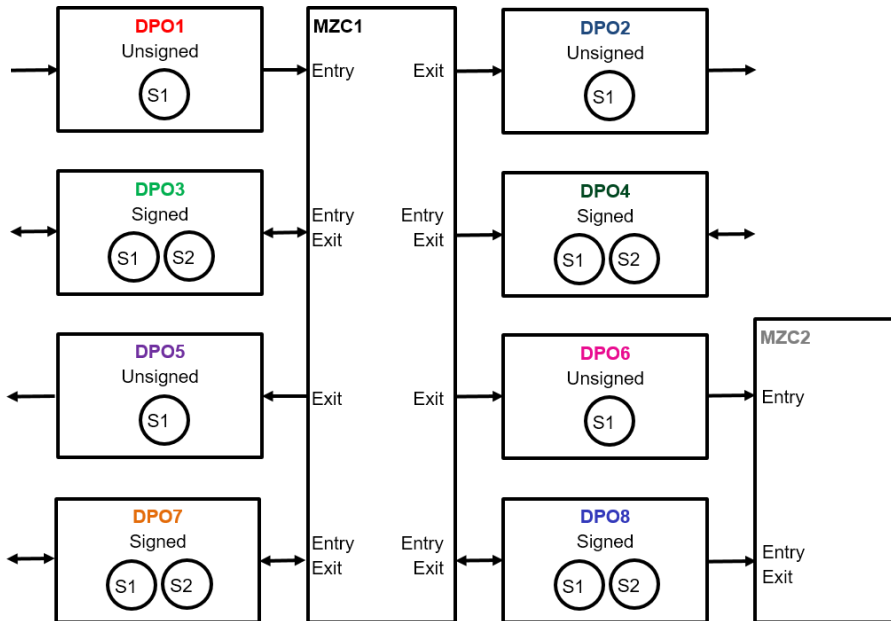 DPO1
Unsigned
S1
MZC1
Entry
Exit
DPO2
Unsigned
S1
DPO3
Signed
S1
S2
Entry
Exit
Entry
Exit
DPO4
Signed
S1
S2
DPO5
Unsigned
S1
Exit
Exit
DPO6
Unsigned
S1
MZC2
Entry
DPO7
Signed
S1
S2
Entry
Exit
Entry
Exit
DPO8
Signed
S1
S2
Entry
Exit